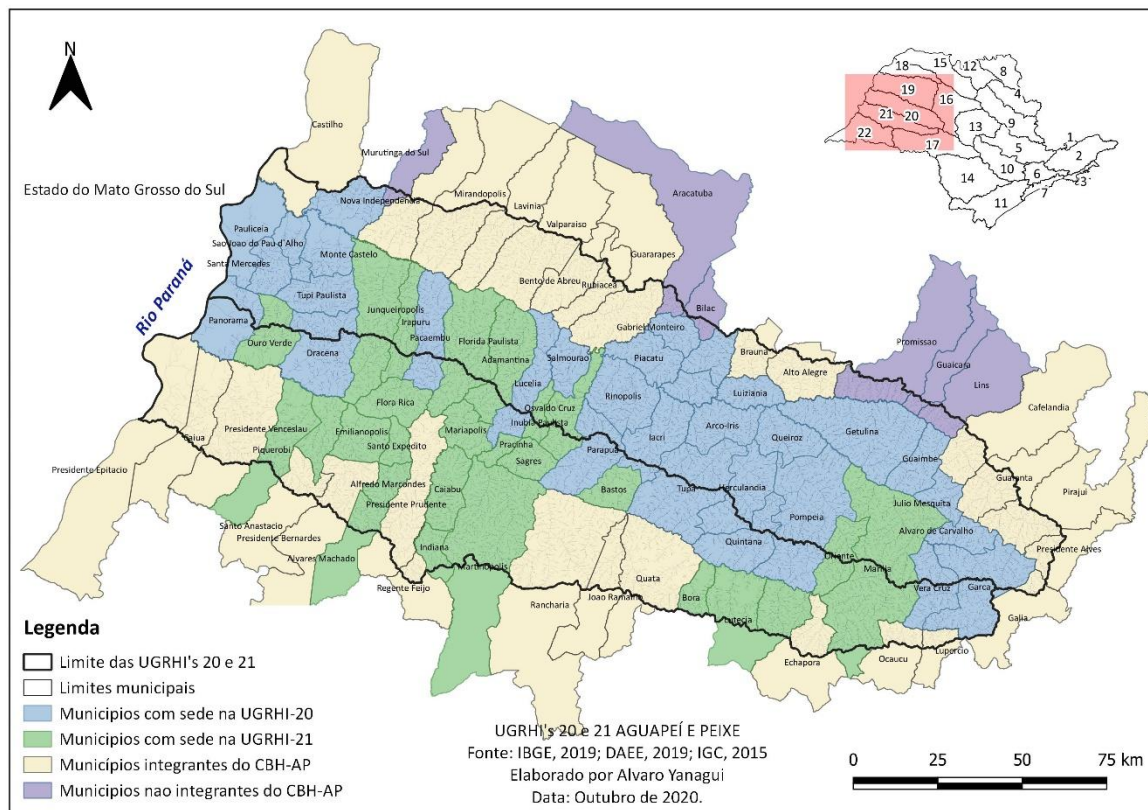 N
Castilho
Murutinga do Sul
Estado do Mato Grosso do Sul
Nova Independencia
Mirandopolis
Lavinia
Valparaiso
Guararapes
Aracatuba
Pauliceia
Sao Joao do Pau d'Alho
Santa Mercedes
Monte Castelo
Rio Paraná
Bento de Abreu
Rubiacea
Bilac
Tupi Paulista
Panorama
Junqueiropolis
Irapuru
Pacaembu
Gabriel Monteiro
Ouro Verde
Dracena
Florida Paulista
Adamantina
Salmourao
Piacatu
Brauna
Alto Alegre
Promissao
Guaicara
Lins
Lucelia
Rinopolis
Luiziania
Flora Rica
Osvaldo Cruz
Inubia Paulista
Cafelandia
Caiua
Presidente Venceslau
Emilianopolis
Mariapolis
Pracinha
Iacri
Arco-Iris
Queiroz
Getulina
Piquerobi
Santo Expedito
Sagres
Parapua
Guaimbe
Presidente Epitacio
Alfredo Marcondes
Caiabu
Bastos
Tupa
Herculandia
Guaranta
Pirajui
Presidente Prudente
Julio Mesquita
Santo Anastacio
Presidente Bernardes
Pompeia
Alvaro de Carvalho
Alvares Machado
Indiana
Quintana
Oriente
Presidente Alves
Martinopolis
Marilia
Regente Feijo
Quata
Vera Cruz
Garca
Rancharia
Joao Ramalho
Bora
Lutecia
Galia
Echapora
Ocaucu
Lupercio
18
15
12
8
19
4
16
21
20
9
13
22
5
1
17
2
10
6
14
3
7
11
Legenda
Limite das UGRHI's 20 e 21
Limites municipais
Municipios com sede na UGRHI-20
Municipios com sede na UGRHI-21
Municípios integrantes do CBH-AP
Municipios nao integrantes do CBH-AP
UGRHI's 20 e 21 AGUAPEÍ E PEIXE
Fonte: IBGE, 2019; DAEE, 2019; IGC, 2015
Elaborado por Alvaro Yanagui
Data: Outubro de 2020.
0 25 50 75 km